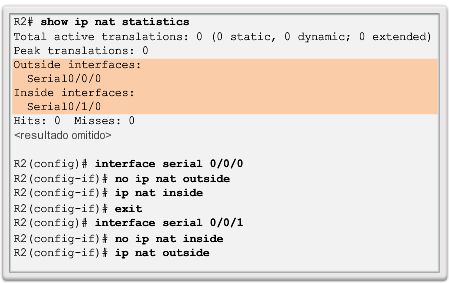 R2# show ip nat statistics
Total active translations: 0 (0 static, 0 dynamic; 0 extended)
Peak translations: 0
Outside interfaces:
Serial0/0/0
Inside interfaces:
Serial0/1/0
Hits: 0 Misses: 0
<resultado omitido>
R2(config)# interface serial 0/0/0
R2(config-if)# no ip nat outside
R2(config-if)# ip nat inside
R2(config-if)# exit
R2(config)# interface serial 0/0/1
R2(config-if)# no ip nat inside
R2(config-if)# ip nat outside